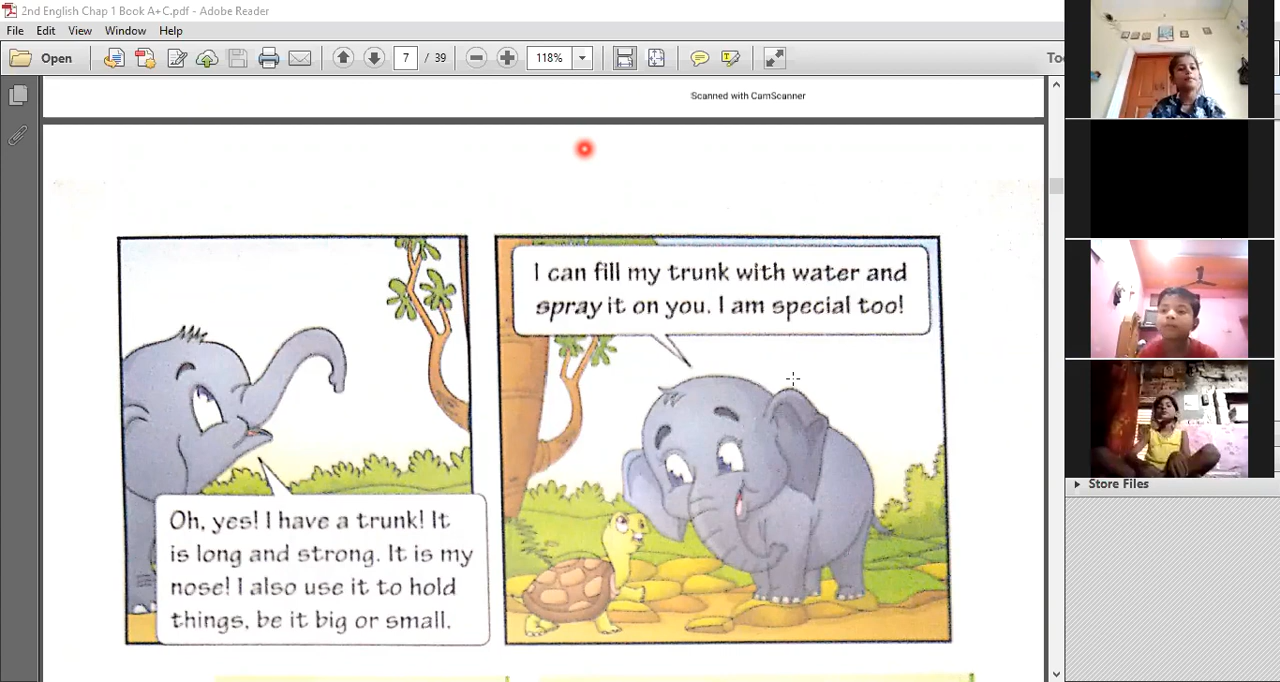 2nd English Chap 1 Book A+C.pdf - Adobe Reader
File Edit View Window Help
Open 7 / 39 118%
Scanned with CamScanner
Oh, yes! I have a trunk! It
is long and strong. It is my
nose! I also use it to hold
things, be it big or small.
I can fill my trunk with water and
spray it on you. I am special too!
Store Files